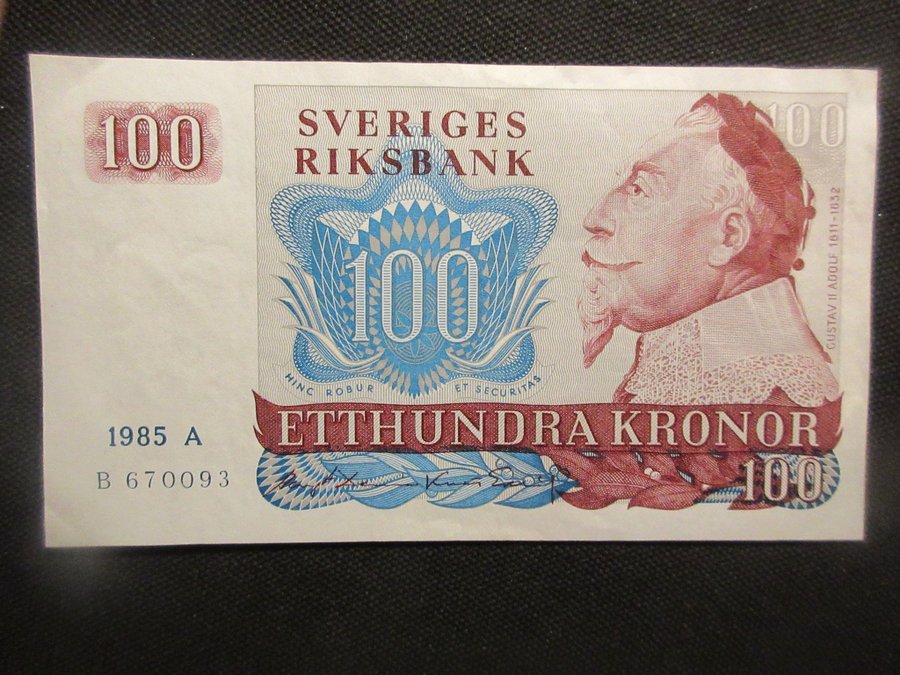 100
SVERIGES
RIKSBANK
100
100
GUSTAV II ADOLF 1611-1632
HINC ROBUR ET SECURITAS
ETTHUNDRA KRONOR
1985 A
B 670093
100